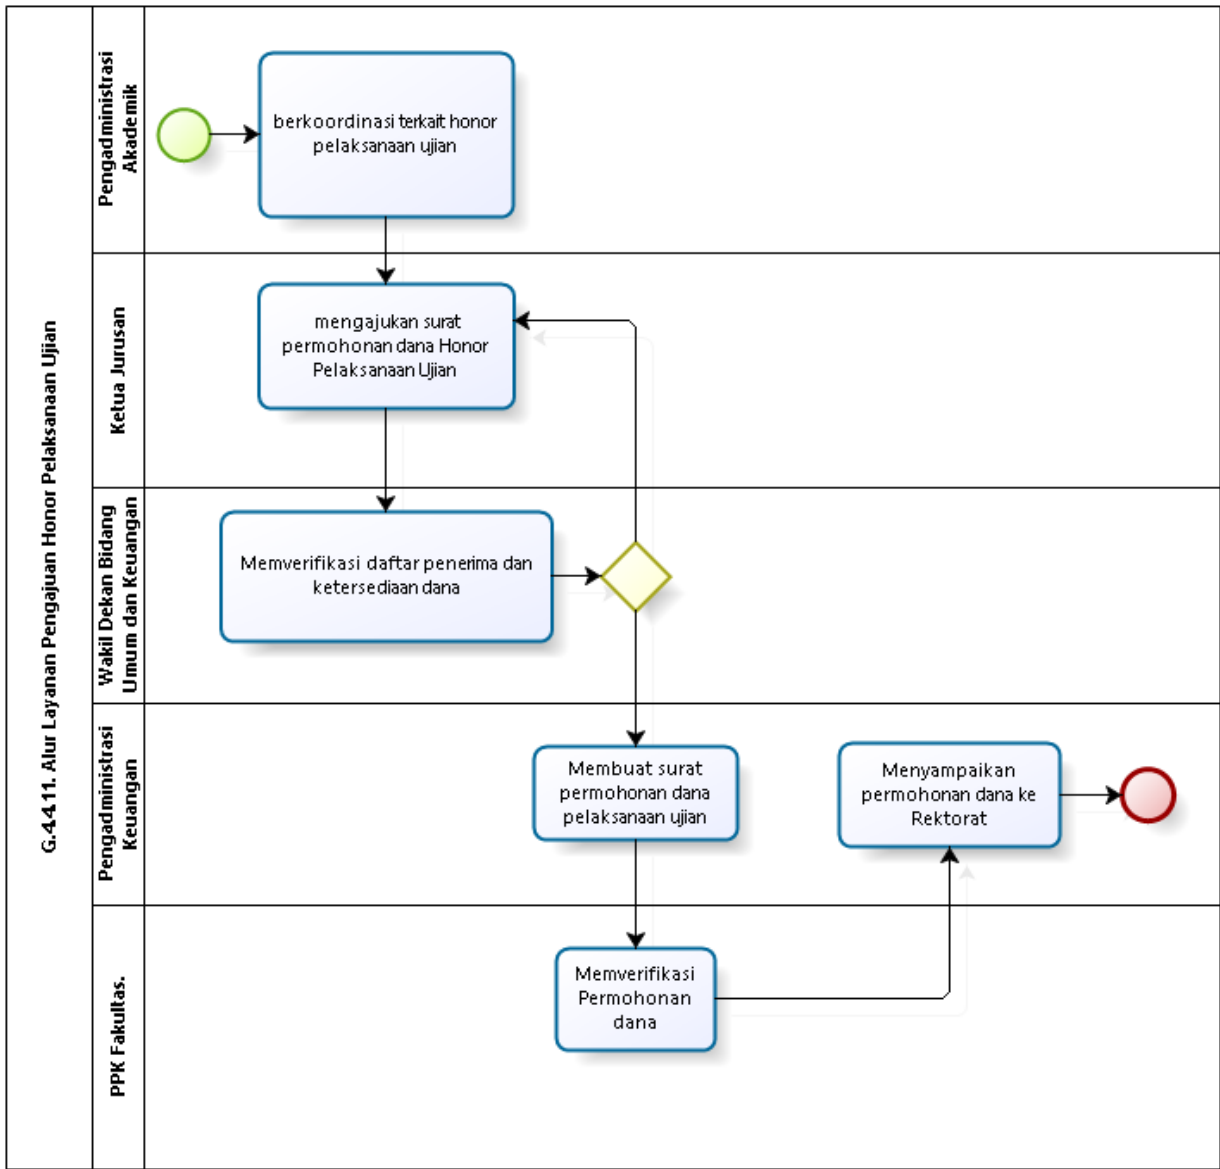 G.4.4.11. Alur Layanan Pengajuan Honor Pelaksanaan Ujian
Pengadministrasi
Akademik
berkoordinasi terkait honor
pelaksanaan ujian
Ketua Jurusan
mengajukan surat
permohonan dana Honor
Pelaksanaan Ujian
Wakil Dekan Bidang
Umum dan Keuangan
Memverifikasi daftar penerima dan
ketersediaan dana
Pengadministrasi
Keuangan
Membuat surat
permohonan dana
pelaksanaan ujian
Menyampaikan
permohonan dana ke
Rektorat
PPK Fakultas.
Memverifikasi
Permohonan
dana